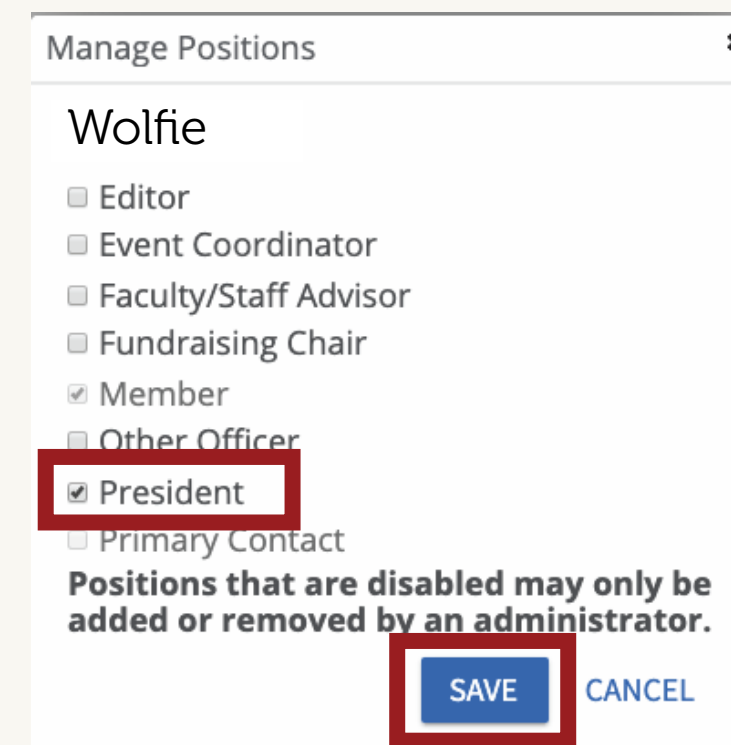 Manage Positions
Wolfie
Editor
Event Coordinator
Faculty/Staff Advisor
Fundraising Chair
Member
Other Officer
President
Primary Contact
Positions that are disabled may only be
added or removed by an administrator.
SAVE CANCEL